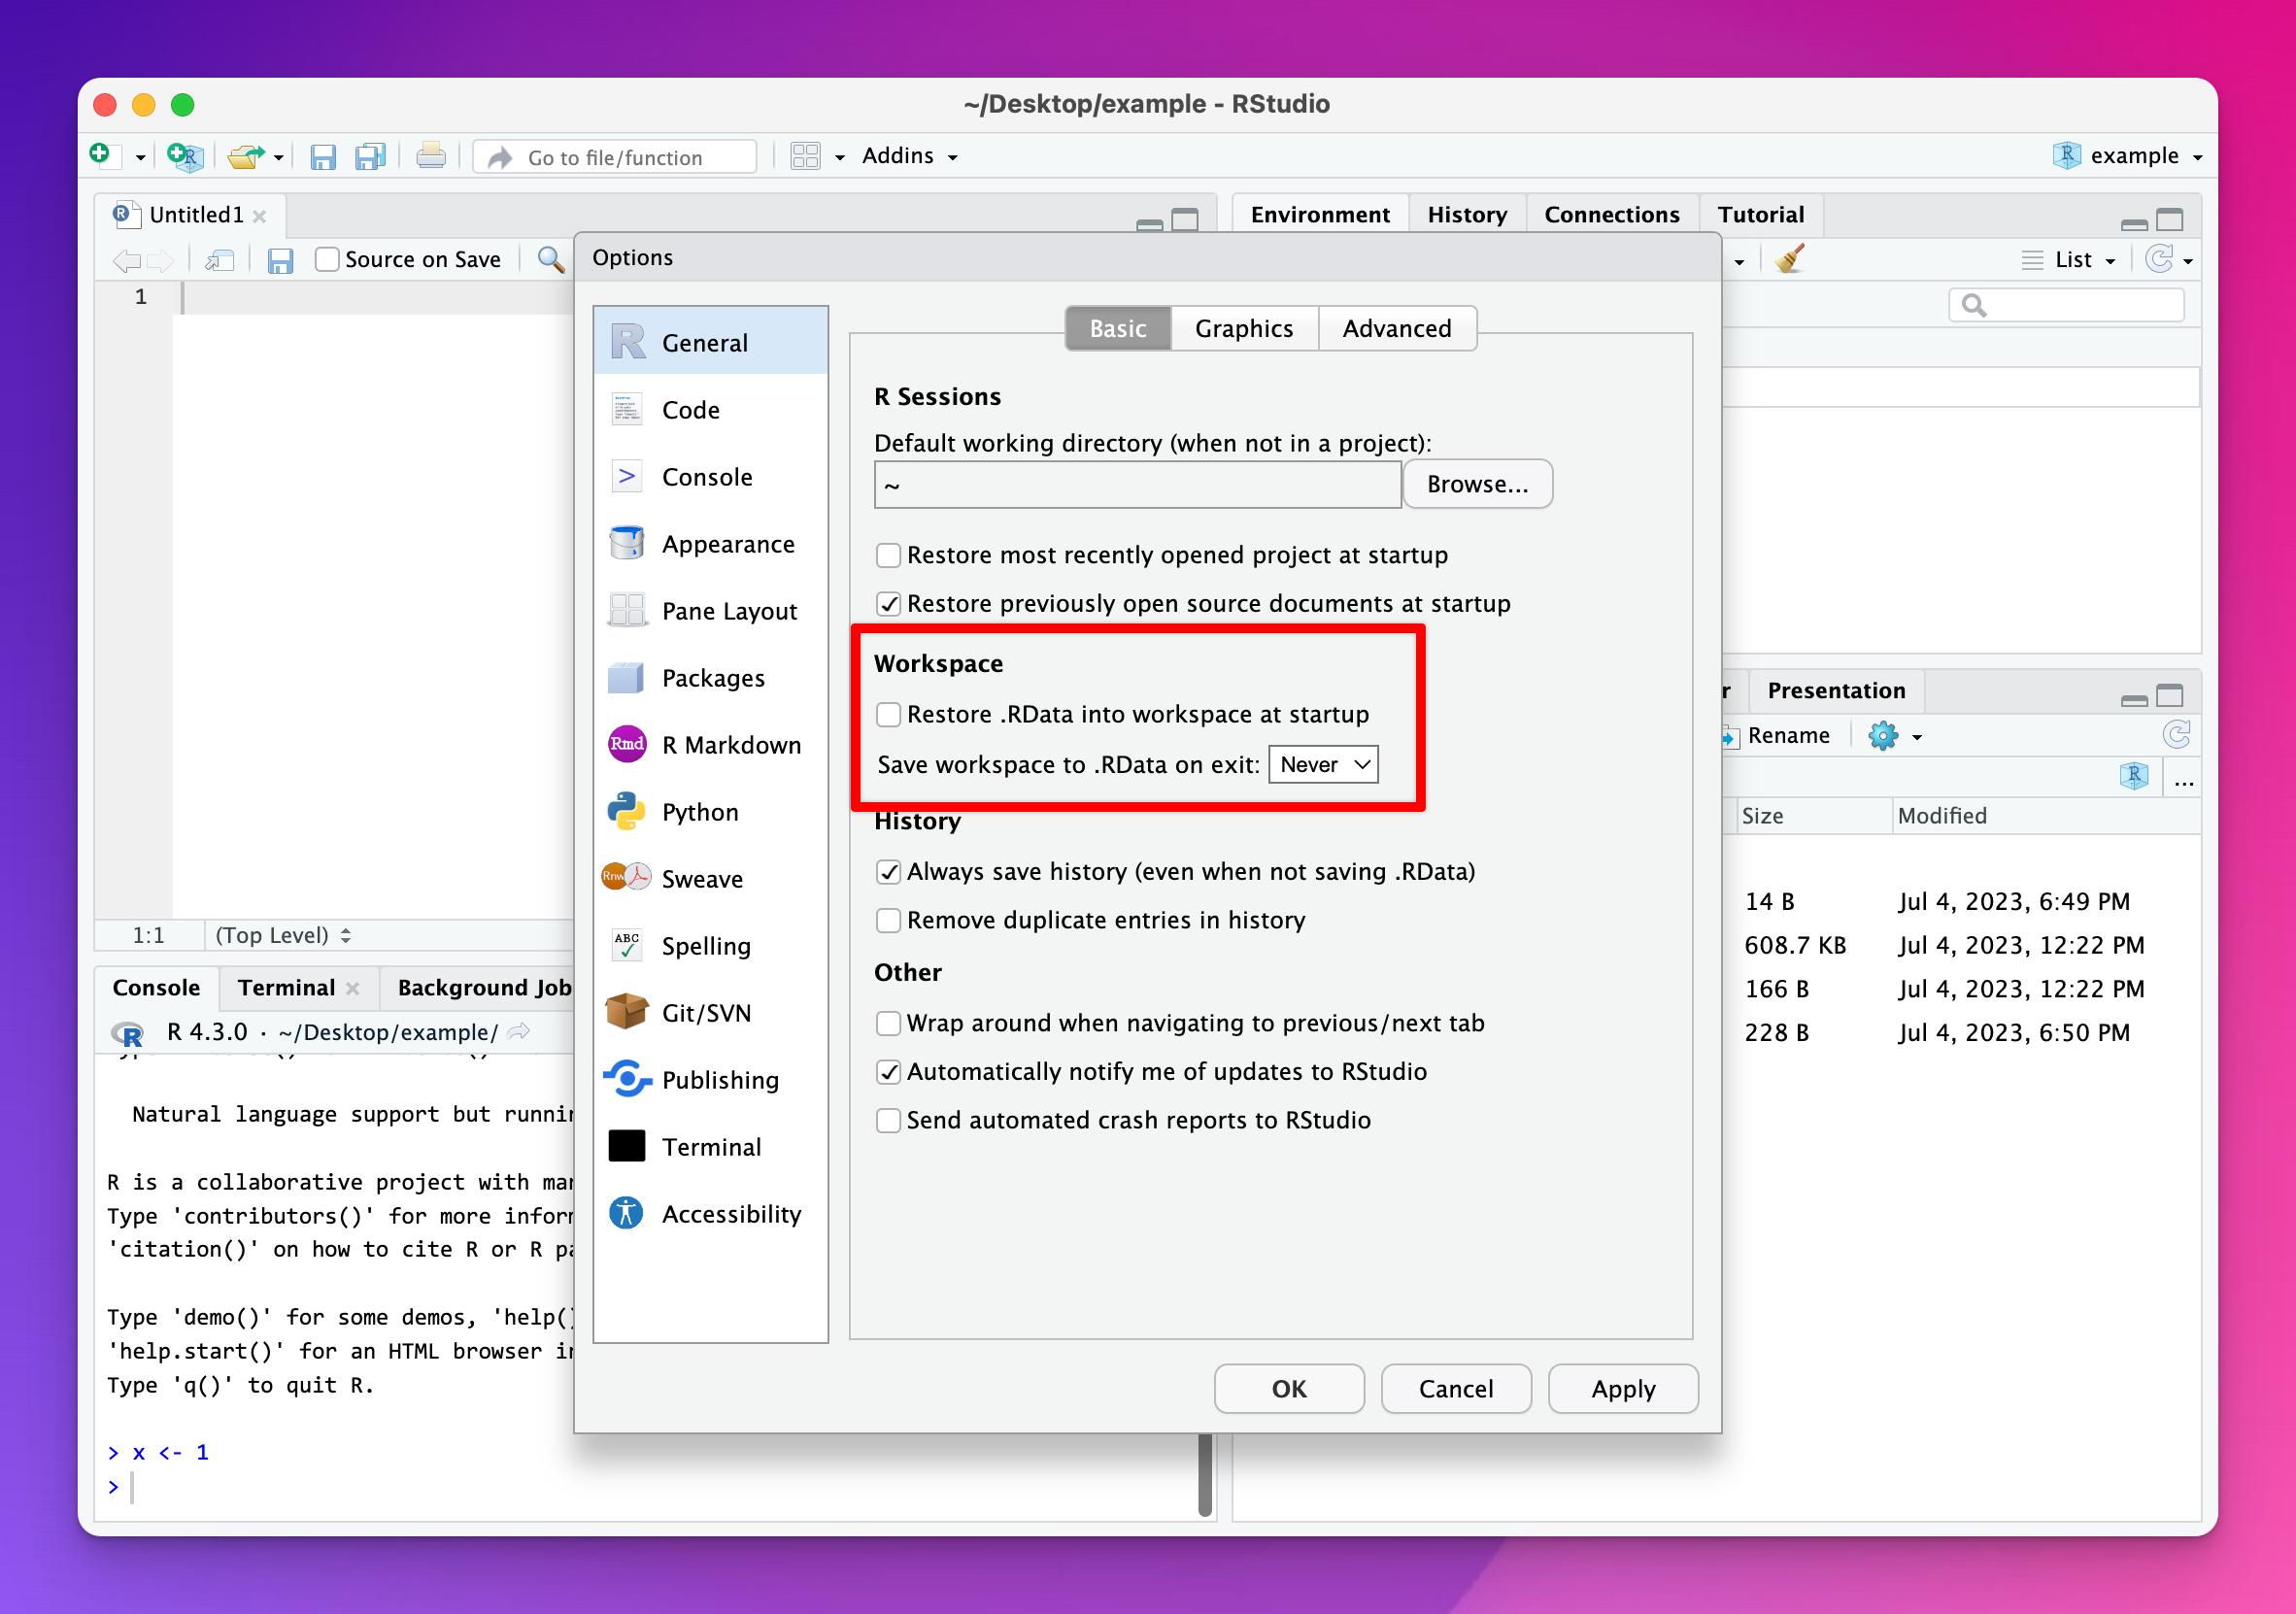 ~/Desktop/example - RStudio
Go to file/function
Addins
example
Untitled1
Source on Save
1
1:1
(Top Level)
Environment
History
Connections
Tutorial
List
Options
General
Code
Console
Appearance
Pane Layout
Packages
Rmd
R Markdown
Python
Rnw
Sweave
ABC
Spelling
Git/SVN
Publishing
Terminal
Accessibility
Basic
Graphics
Advanced
R Sessions
Default working directory (when not in a project):
~
Browse...
Restore most recently opened project at startup
Restore previously open source documents at startup
Workspace
Restore .RData into workspace at startup
Save workspace to .RData on exit: Never
History
Always save history (even when not saving .RData)
Remove duplicate entries in history
Other
Wrap around when navigating to previous/next tab
Automatically notify me of updates to RStudio
Send automated crash reports to RStudio
OK
Cancel
Apply
Console
Terminal
Background Job
R 4.3.0 · ~/Desktop/example/
Natural language support but runnin
R is a collaborative project with man
Type 'contributors()' for more inform
'citation()' on how to cite R or R pa
Type 'demo()' for some demos, 'help()
'help.start()' for an HTML browser in
Type 'q()' to quit R.
> x <- 1
>
r
Presentation
Rename
...
Size
Modified
14 B
Jul 4, 2023, 6:49 PM
608.7 KB
Jul 4, 2023, 12:22 PM
166 B
Jul 4, 2023, 12:22 PM
228 B
Jul 4, 2023, 6:50 PM